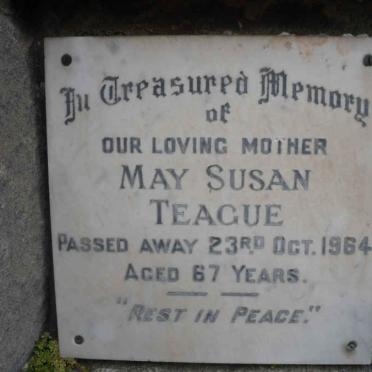 In Treasured Memory
of
OUR LOVING MOTHER
MAY SUSAN
TEAGUE
PASSED AWAY 23RD OCT. 1964
AGED 67 YEARS.
"REST IN PEACE."